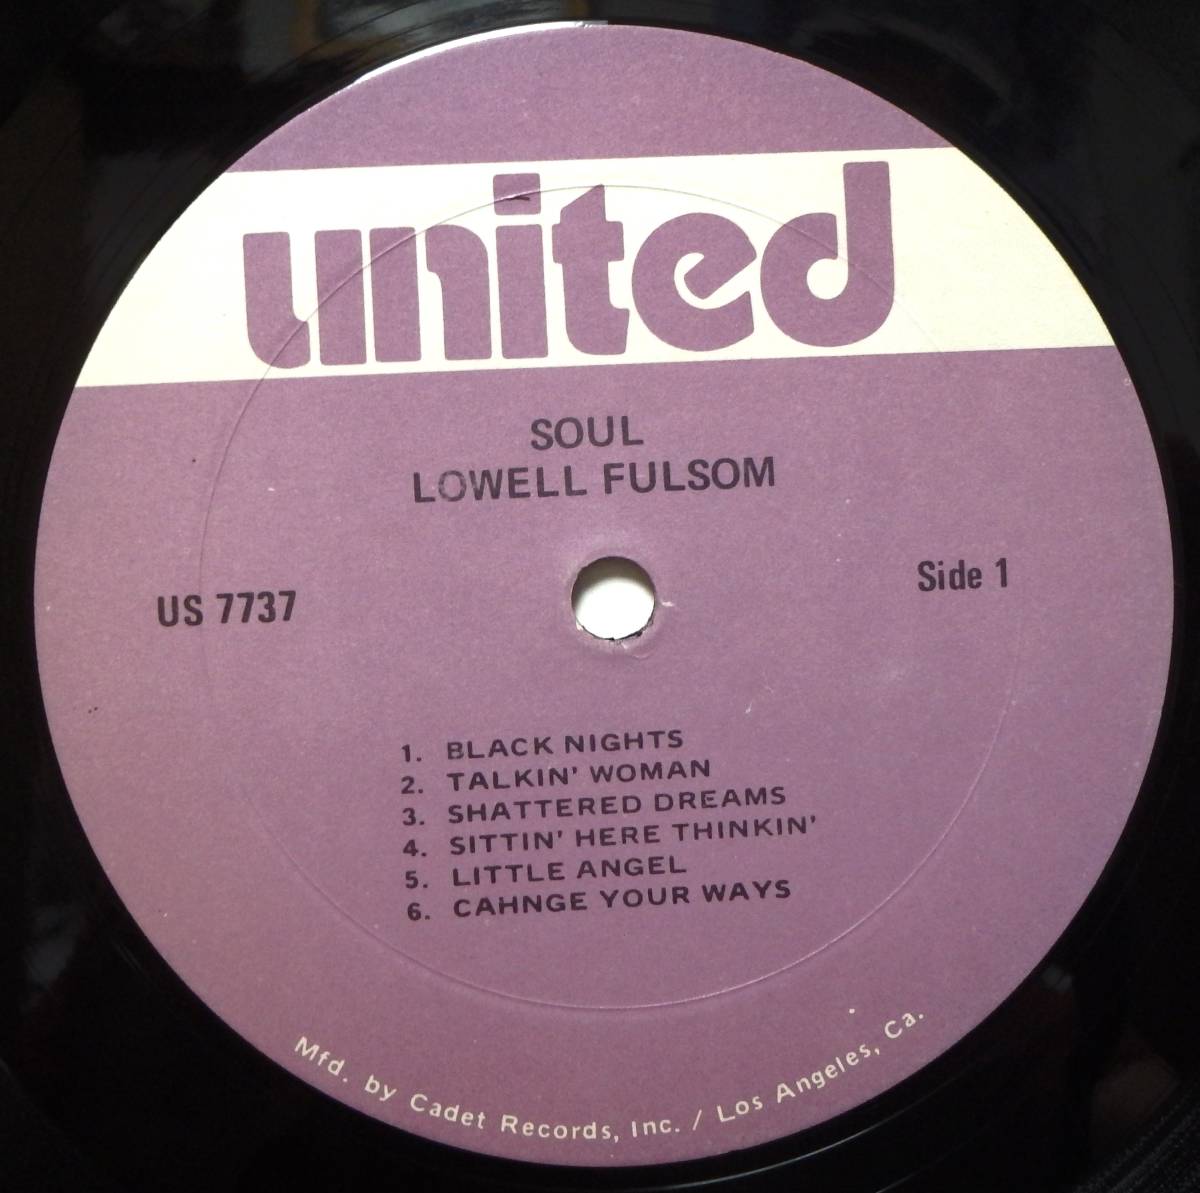 united
SOUL
LOWELL FULSOM
US 7737
Side 1
1. BLACK NIGHTS
2. TALKIN' WOMAN
3. SHATTERED DREAMS
4. SITTIN' HERE THINKIN'
5. LITTLE ANGEL
6. CAHNGE YOUR WAYS
Mfd. by Cadet Records, Inc. / Los Angeles, Ca.